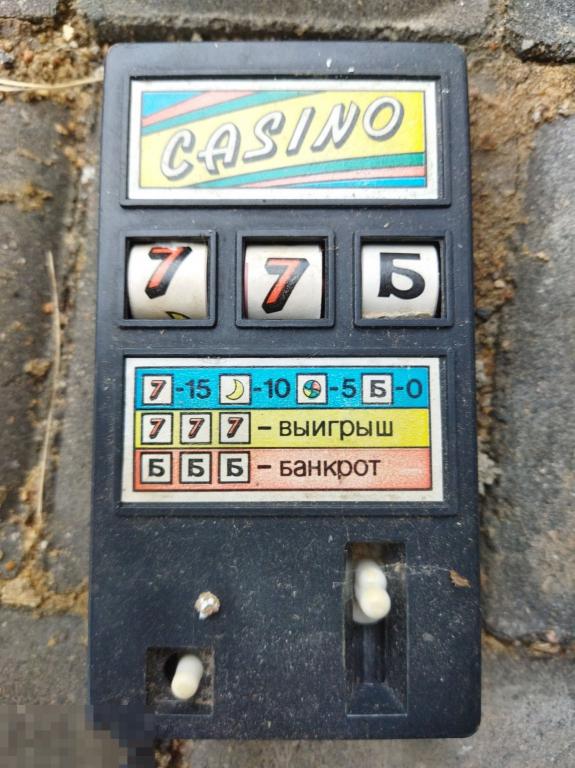 CASINO
7 7 Б
7 -15 -10 -5 Б -0
7 7 7 - ВЫИГРЫШ
Б Б Б - БАНКРОТ